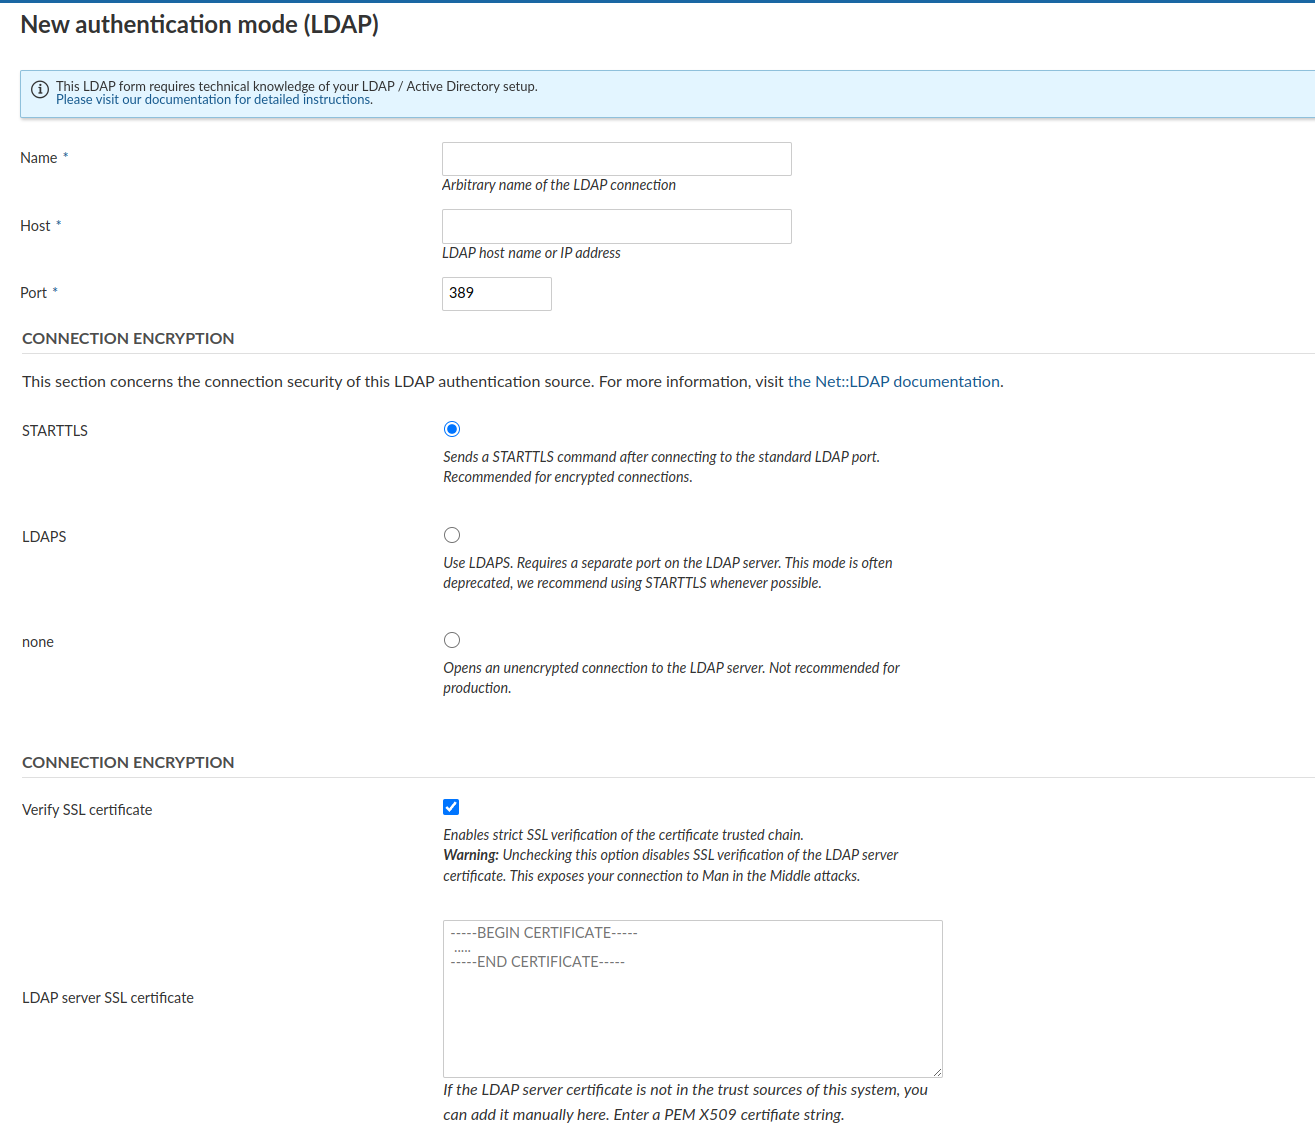 New authentication mode (LDAP)
This LDAP form requires technical knowledge of your LDAP / Active Directory setup.
Please visit our documentation for detailed instructions.
Name *
Arbitrary name of the LDAP connection
Host *
LDAP host name or IP address
Port *
389
CONNECTION ENCRYPTION
This section concerns the connection security of this LDAP authentication source. For more information, visit the Net::LDAP documentation.
STARTTLS
Sends a STARTTLS command after connecting to the standard LDAP port.
Recommended for encrypted connections.
LDAPS
Use LDAPS. Requires a separate port on the LDAP server. This mode is often
deprecated, we recommend using STARTTLS whenever possible.
none
Opens an unencrypted connection to the LDAP server. Not recommended for
production.
CONNECTION ENCRYPTION
Verify SSL certificate
Enables strict SSL verification of the certificate trusted chain.
Warning: Unchecking this option disables SSL verification of the LDAP server
certificate. This exposes your connection to Man in the Middle attacks.
LDAP server SSL certificate
-----BEGIN CERTIFICATE-----
.....
-----END CERTIFICATE-----
If the LDAP server certificate is not in the trust sources of this system, you
can add it manually here. Enter a PEM X509 certifiate string.